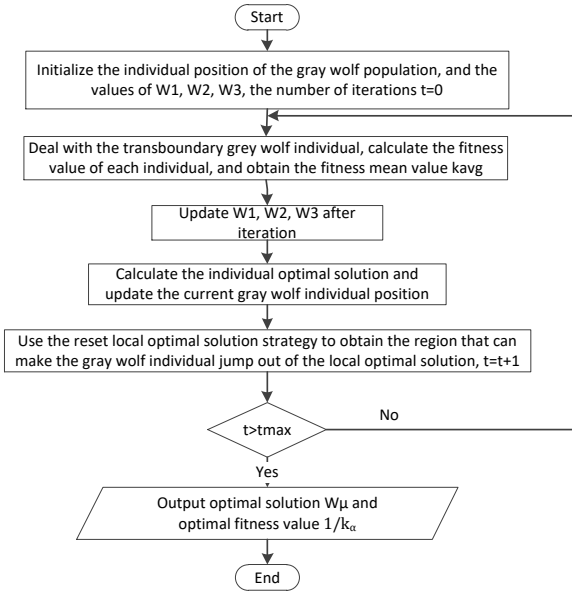 Start
Initialize the individual position of the gray wolf population, and the
values of W1, W2, W3, the number of iterations t=0
Deal with the transboundary grey wolf individual, calculate the fitness
value of each individual, and obtain the fitness mean value kavg
Update W1, W2, W3 after
iteration
Calculate the individual optimal solution and
update the current gray wolf individual position
Use the reset local optimal solution strategy to obtain the region that can
make the gray wolf individual jump out of the local optimal solution, t=t+1
t>tmax
No
Yes
Output optimal solution Wμ and
optimal fitness value 1/kα
End